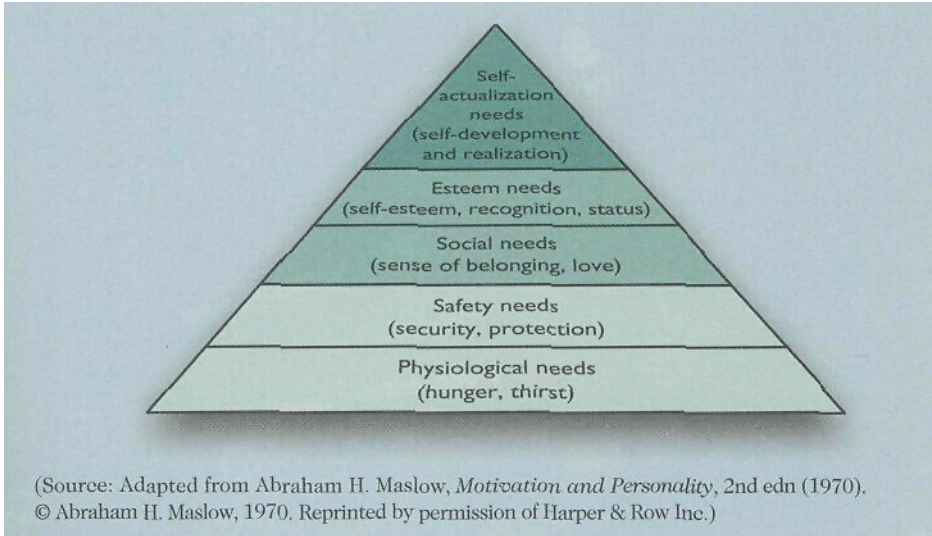 Self-
actualization
needs
(self-development
and realization)
Esteem needs
(self-esteem, recognition, status)
Social needs
(sense of belonging, love)
Safety needs
(security, protection)
Physiological needs
(hunger, thirst)
(Source: Adapted from Abraham H. Maslow, Motivation and Personality, 2nd edn (1970).
© Abraham H. Maslow, 1970. Reprinted by permission of Harper & Row Inc.)